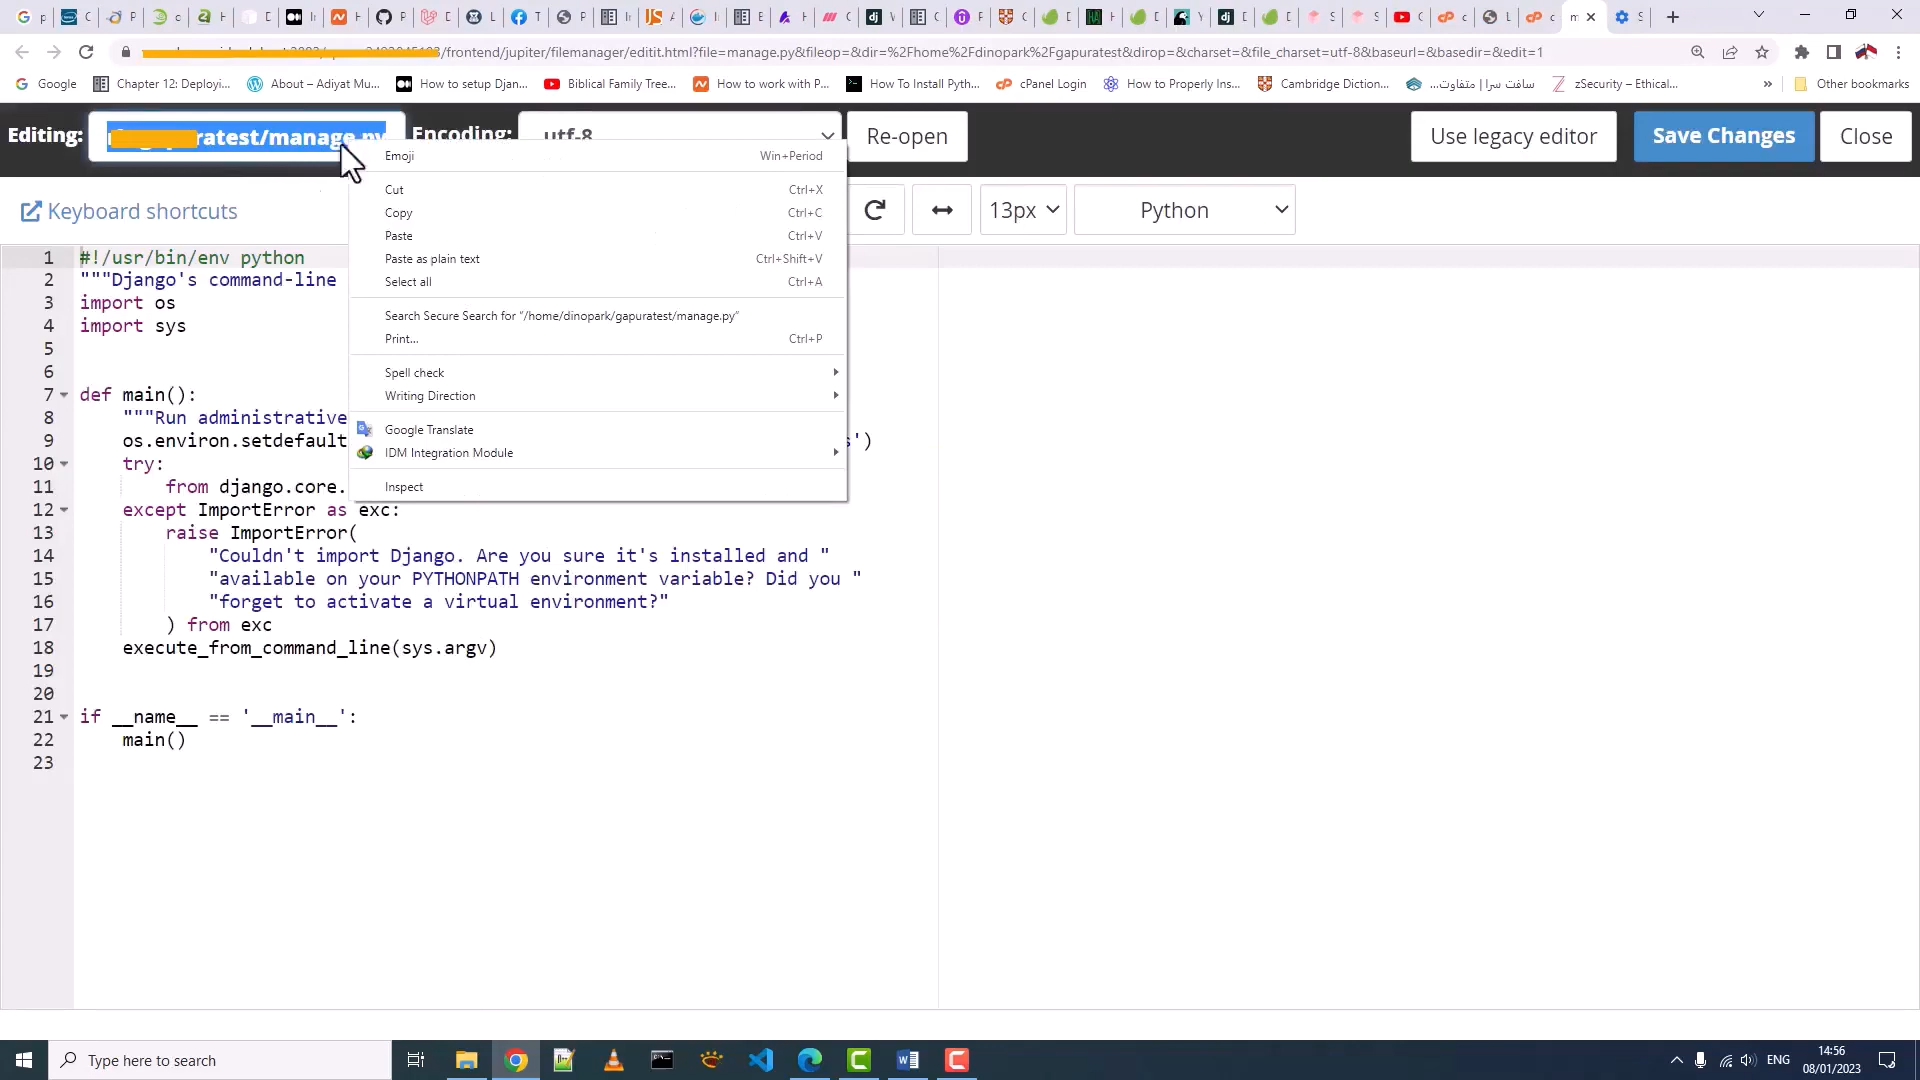 /frontend/jupiter/filemanager/editit.html?file=manage.py&fileop=&dir=%2Fhome%2Fdinopark%2Fgapuratest&dirop=&charset=&file_charset=utf-8&baseurl=&basedir=&edit=1
Google Chapter 12: Deployi... About – Adiyat Mu... How to setup Djan... Biblical Family Tree... How to work with P... How To Install Pyth... cPanel Login How to Properly Ins... Cambridge Diction... سافت سرا | متفاوت... zSecurity – Ethical... » Other bookmarks
Editing: ratest/manage.py Encoding: utf-8 Re-open Use legacy editor Save Changes Close
Keyboard shortcuts 13px Python
Emoji Win+Period
Cut Ctrl+X
Copy Ctrl+C
Paste Ctrl+V
Paste as plain text Ctrl+Shift+V
Select all Ctrl+A
Search Secure Search for “/home/dinopark/gapuratest/manage.py”
Print... Ctrl+P
Spell check
Writing Direction
Google Translate
IDM Integration Module
Inspect
1 #!/usr/bin/env python
2 """Django's command-line
3 import os
4 import sys
5
6
7 def main():
8 """Run administrative
9 os.environ.setdefault s')
10 try:
11 from django.core.
12 except ImportError as exc:
13 raise ImportError(
14 "Couldn't import Django. Are you sure it's installed and "
15 "available on your PYTHONPATH environment variable? Did you "
16 "forget to activate a virtual environment?"
17 ) from exc
18 execute_from_command_line(sys.argv)
19
20
21 if __name__ == '__main__':
22 main()
23
Type here to search ENG 14:56
08/01/2023